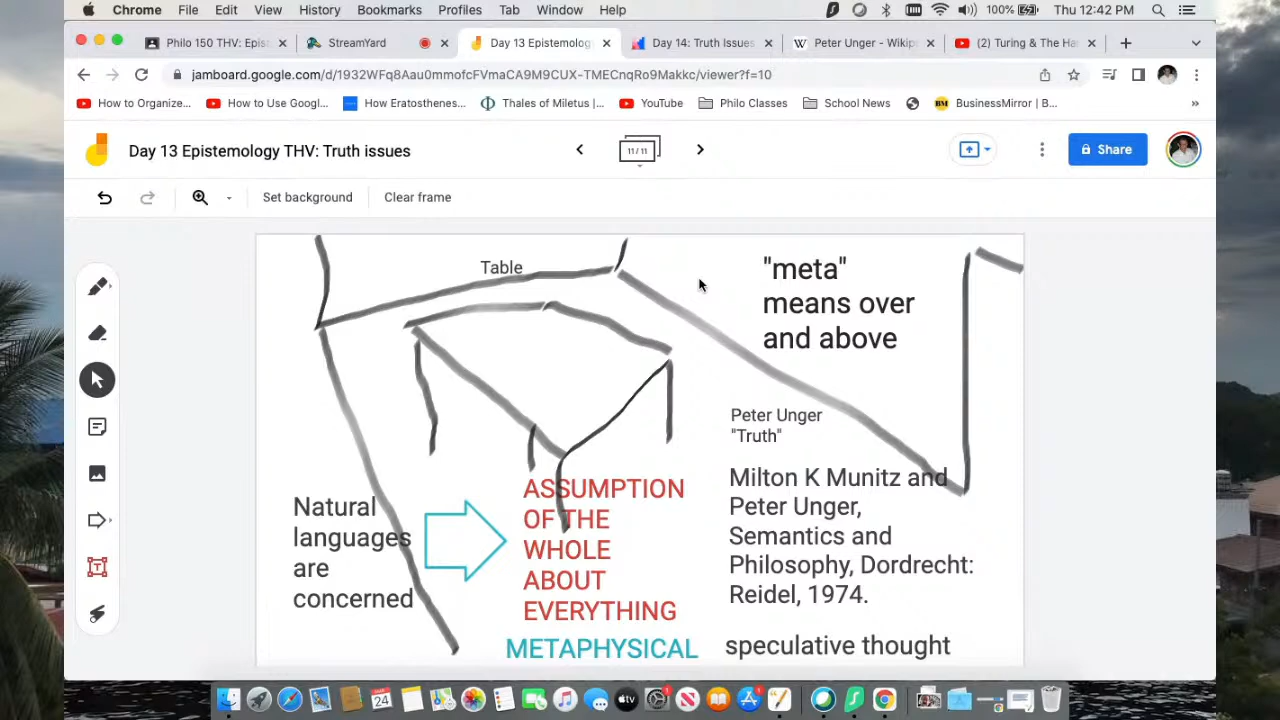 Chrome File Edit View History Bookmarks Profiles Tab Window Help 100% Thu 12:42 PM
Philo 150 THV: Epis StreamYard Day 13 Epistemology Day 14: Truth Issues Peter Unger - Wikip (2) Turing & The Ha
jamboard.google.com/d/1932WFq8Aau0mmofcFVmaCA9M9CUX-TMECnqRo9Makkc/viewer?f=10
How to Organize... How to Use Googl... How Eratosthenes... Thales of Miletus |... YouTube Philo Classes School News BM BusinessMirror | B... »
Day 13 Epistemology THV: Truth issues
11 / 11
Share
Set background Clear frame
Table
"meta"
means over
and above
Peter Unger
"Truth"
Milton K Munitz and
Peter Unger,
Semantics and
Philosophy, Dordrecht:
Reidel, 1974.
Natural
languages
are
concerned
ASSUMPTION
OF THE
WHOLE
ABOUT
EVERYTHING
METAPHYSICAL
speculative thought
24